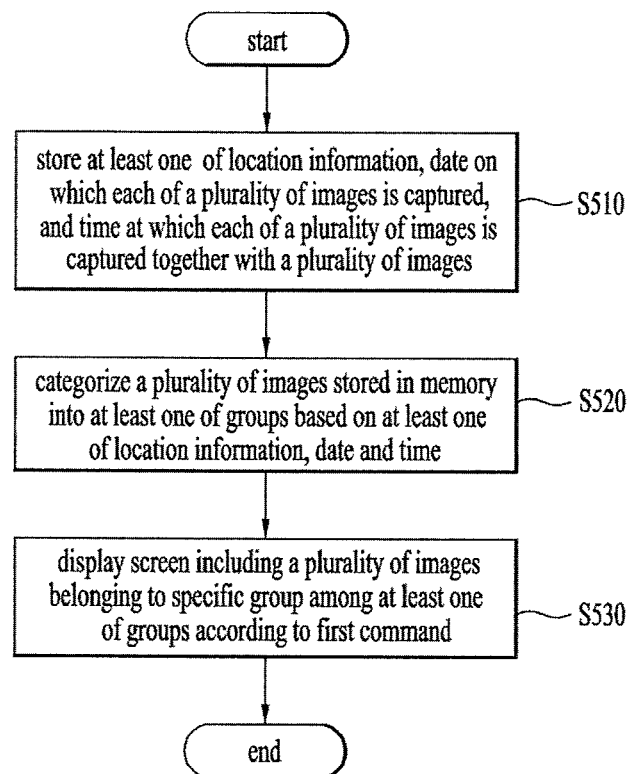 start
store at least one of location information, date on
which each of a plurality of images is captured,
and time at which each of a plurality of images is
captured together with a plurality of images
S510
categorize a plurality of images stored in memory
into at least one of groups based on at least one
of location information, date and time
S520
display screen including a plurality of images
belonging to specific group among at least one
of groups according to first command
S530
end